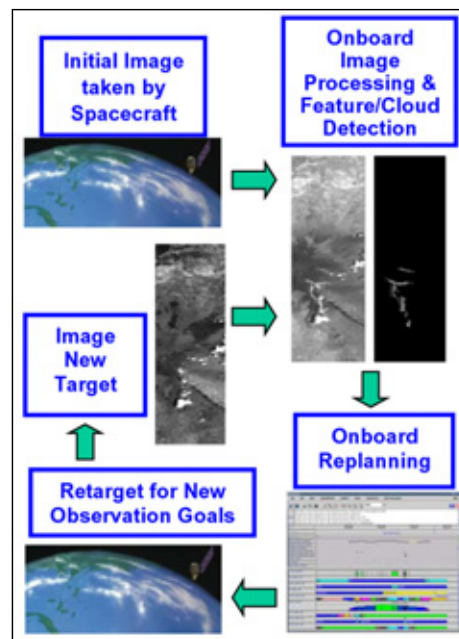 Initial Image
taken by
Spacecraft
Onboard
Image
Processing &
Feature/Cloud
Detection
Image
New
Target
Onboard
Replanning
Retarget for New
Observation Goals